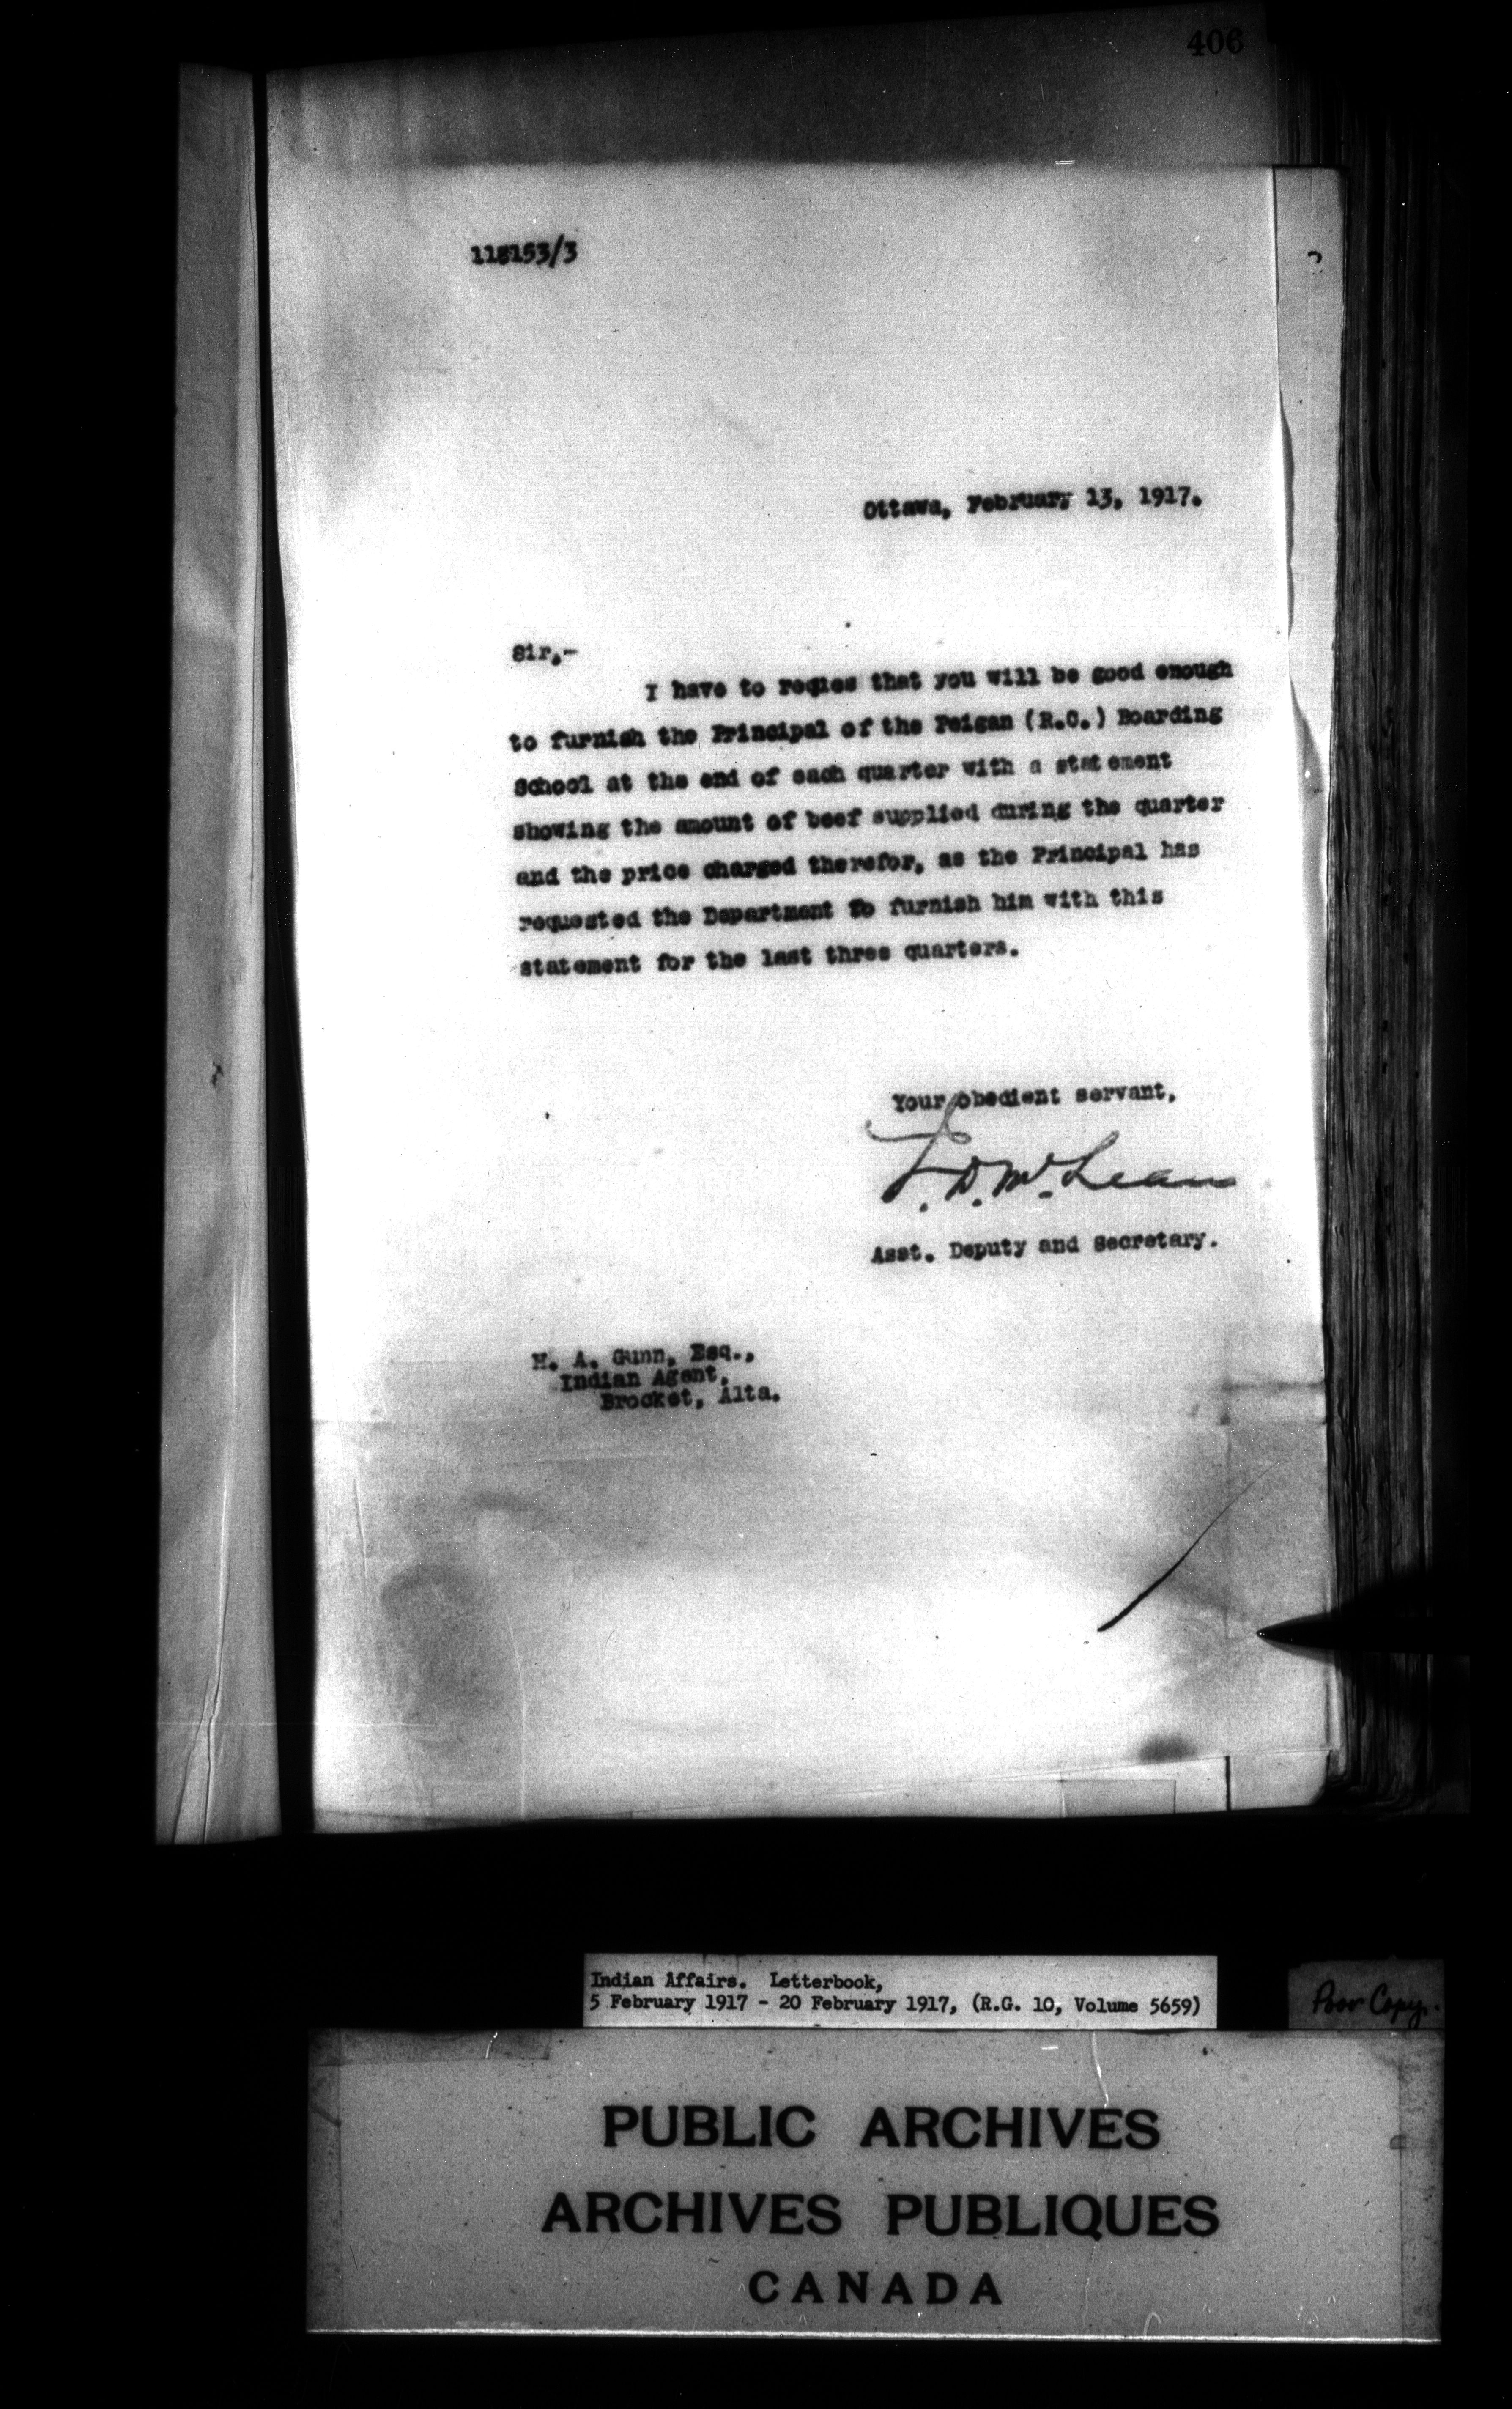 406
118153/3
Ottawa, February 13, 1917.
Sir,-
I have to reques that you will be good enough
to furnish the Principal of the Peigan (R.C.) Boarding
School at the end of each quarter with a statement
showing the amount of beef supplied during the quarter
and the price charged therefor, as the Principal has
requested the Department to furnish him with this
statement for the last three quarters.
Your obedient servant,
J. D. McLean
Asst. Deputy and Secretary.
H. A. Gunn, Esq.,
Indian Agent,
Brocket, Alta.
Indian Affairs. Letterbook,
5 February 1917 - 20 February 1917, (R.G. 10, Volume 5659)
Poor Copy.
PUBLIC ARCHIVES
ARCHIVES PUBLIQUES
CANADA